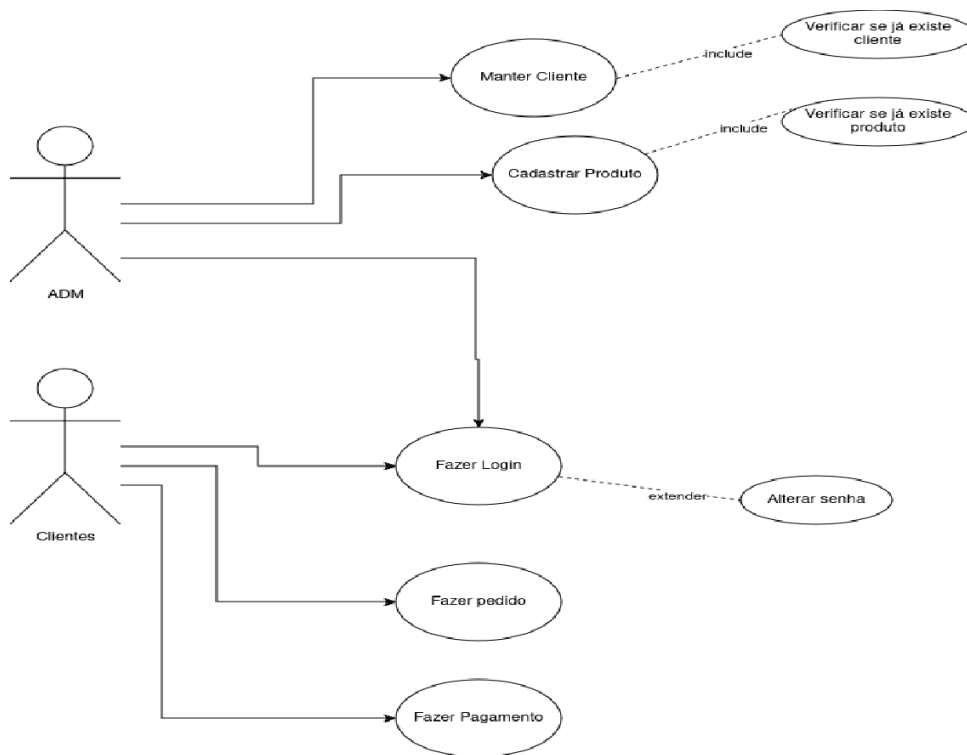 Verificar se já existe
cliente
include
Manter Cliente
Verificar se já existe
produto
include
Cadastrar Produto
ADM
Fazer Login
extender
Alterar senha
Clientes
Fazer pedido
Fazer Pagamento